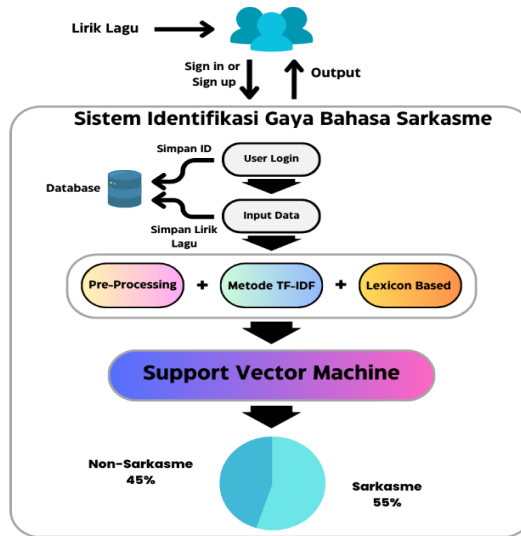 Lirik Lagu
Sign in or
Sign up
Output
Sistem Identifikasi Gaya Bahasa Sarkasme
Simpan ID
User Login
Database
Input Data
Simpan Lirik
Lagu
Pre-Processing + Metode TF-IDF + Lexicon Based
Support Vector Machine
Non-Sarkasme
45%
Sarkasme
55%